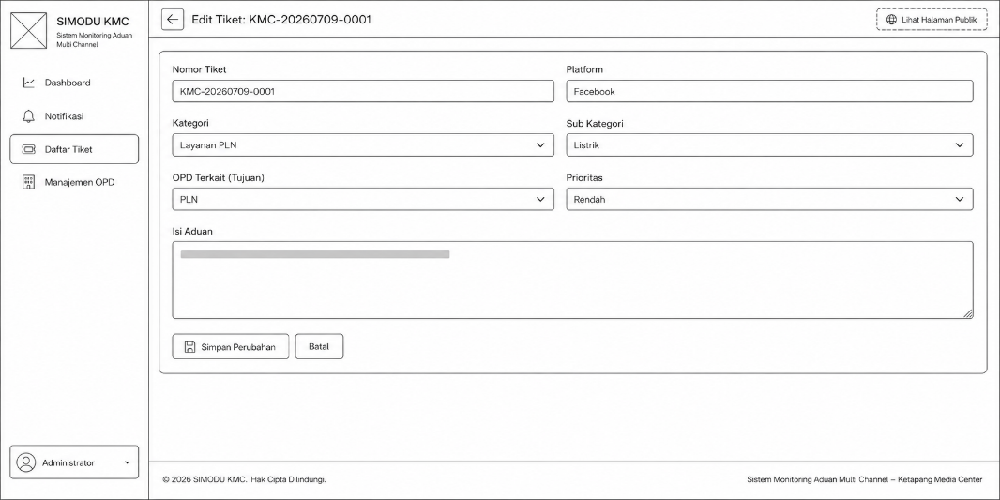 SIMODU KMC
Sistem Monitoring Aduan
Multi Channel
Dashboard
Notifikasi
Daftar Tiket
Manajemen OPD
Administrator
Edit Tiket: KMC-20260709-0001
Lihat Halaman Publik
Nomor Tiket
KMC-20260709-0001
Platform
Facebook
Kategori
Layanan PLN
Sub Kategori
Listrik
OPD Terkait (Tujuan)
PLN
Prioritas
Rendah
Isi Aduan
Simpan Perubahan
Batal
© 2026 SIMODU KMC. Hak Cipta Dilindungi.
Sistem Monitoring Aduan Multi Channel – Ketapang Media Center